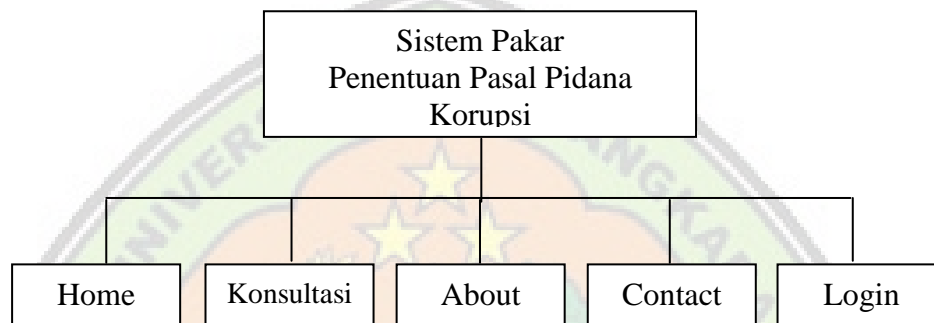 Sistem Pakar
Penentuan Pasal Pidana
Korupsi
Home
Konsultasi
About
Contact
Login